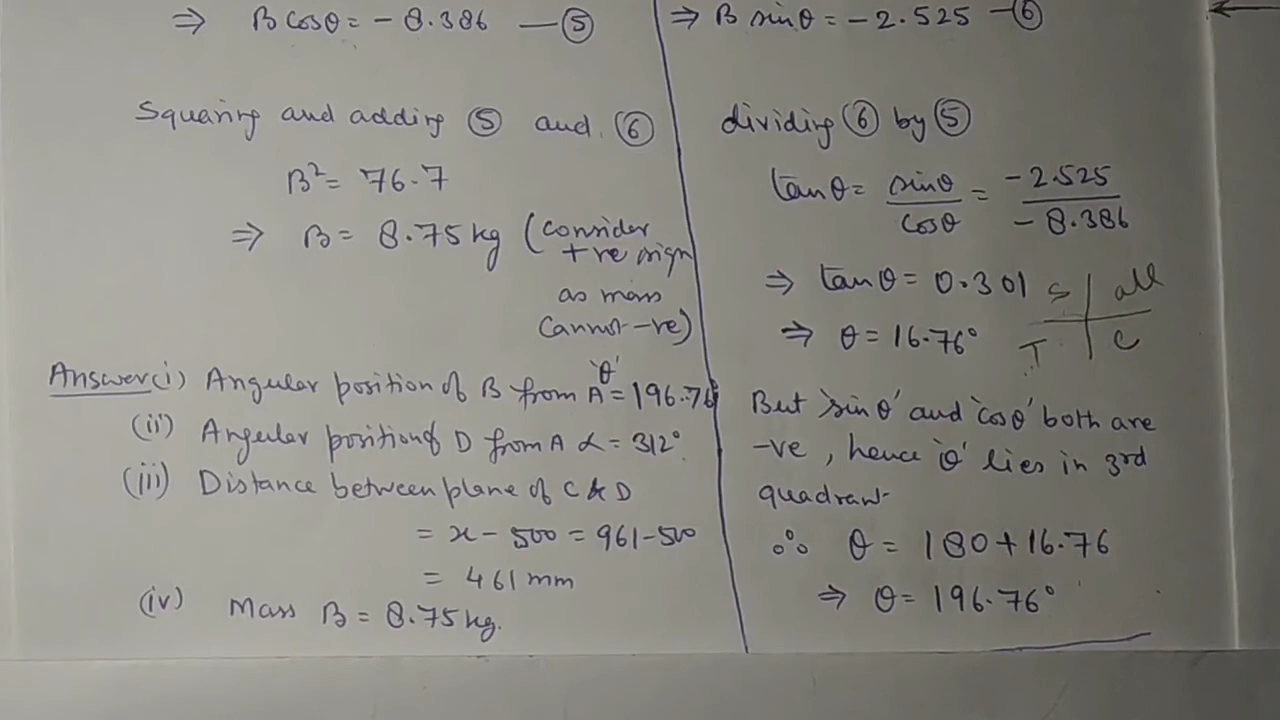 ⇒ B cosθ = - 8.386 —⑤
Squaring and adding ⑤ and ⑥
B² = 76.7
⇒ B = 8.75 kg (consider
+ve sign
as mass
cannot -ve)
⇒ B sinθ = -2.525 —⑥
dividing ⑥ by ⑤
tanθ = sinθ/cosθ = -2.525/-8.386
⇒ tanθ = 0.301
⇒ θ = 16.76°
S | all
T | C
But 'sinθ' and 'cosθ' both are
-ve, hence 'θ' lies in 3rd
quadrant
∴ θ = 180+16.76
⇒ θ = 196.76°
Answer (i) Angular position of B from A 'θ' = 196.76°
(ii) Angular position of D from A α = 312°
(iii) Distance between plane of C & D
= x - 500 = 961-500
= 461 mm
(iv) Mass B = 8.75 kg.